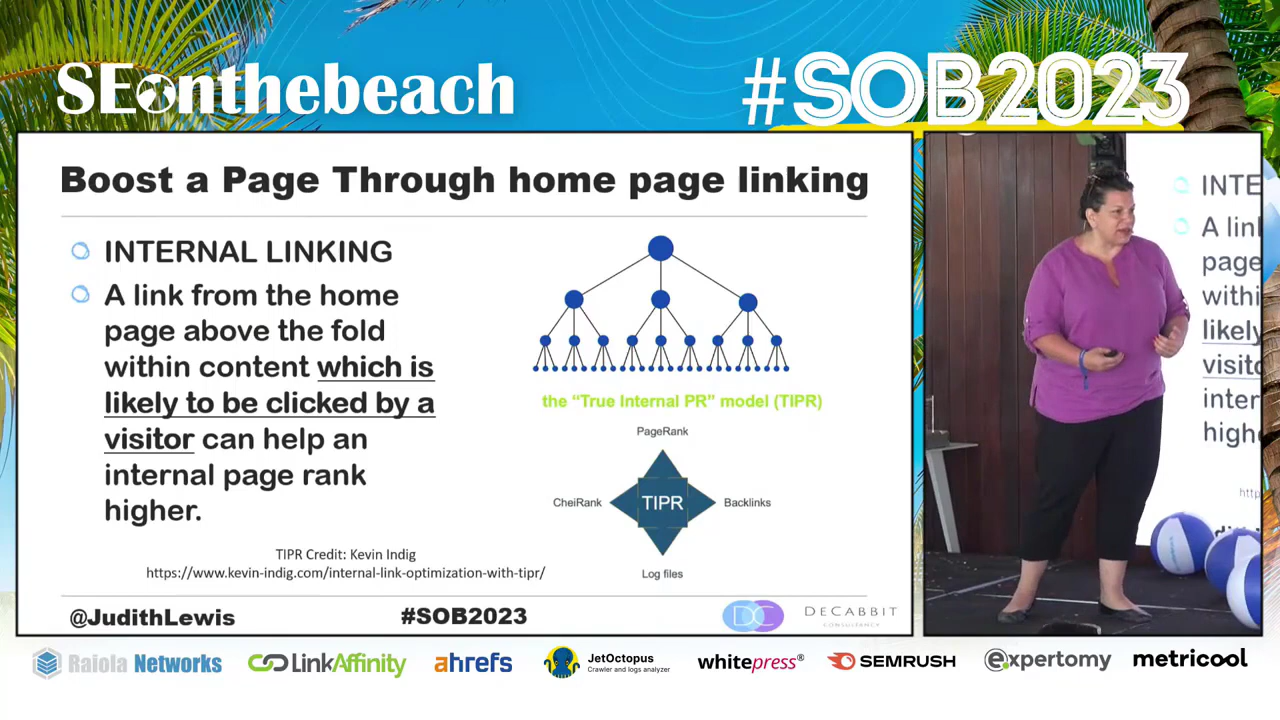 SEonthebeach
#SOB2023
Boost a Page Through home page linking
INTERNAL LINKING
A link from the home
page above the fold
within content which is
likely to be clicked by a
visitor can help an
internal page rank
higher.
the “True Internal PR” model (TIPR)
PageRank
CheiRank
TIPR
Backlinks
Log files
TIPR Credit: Kevin Indig
https://www.kevin-indig.com/internal-link-optimization-with-tipr/
@JudithLewis
#SOB2023
DC
DECABBIT
CONSULTANCY
INTE
A lin
page
withi
likely
visito
inter
highe
http
Raiola Networks
LinkAffinity
ahrefs
JetOctopus
Crawler and logs analyzer
whitepress®
SEMRUSH
expertomy
metricool